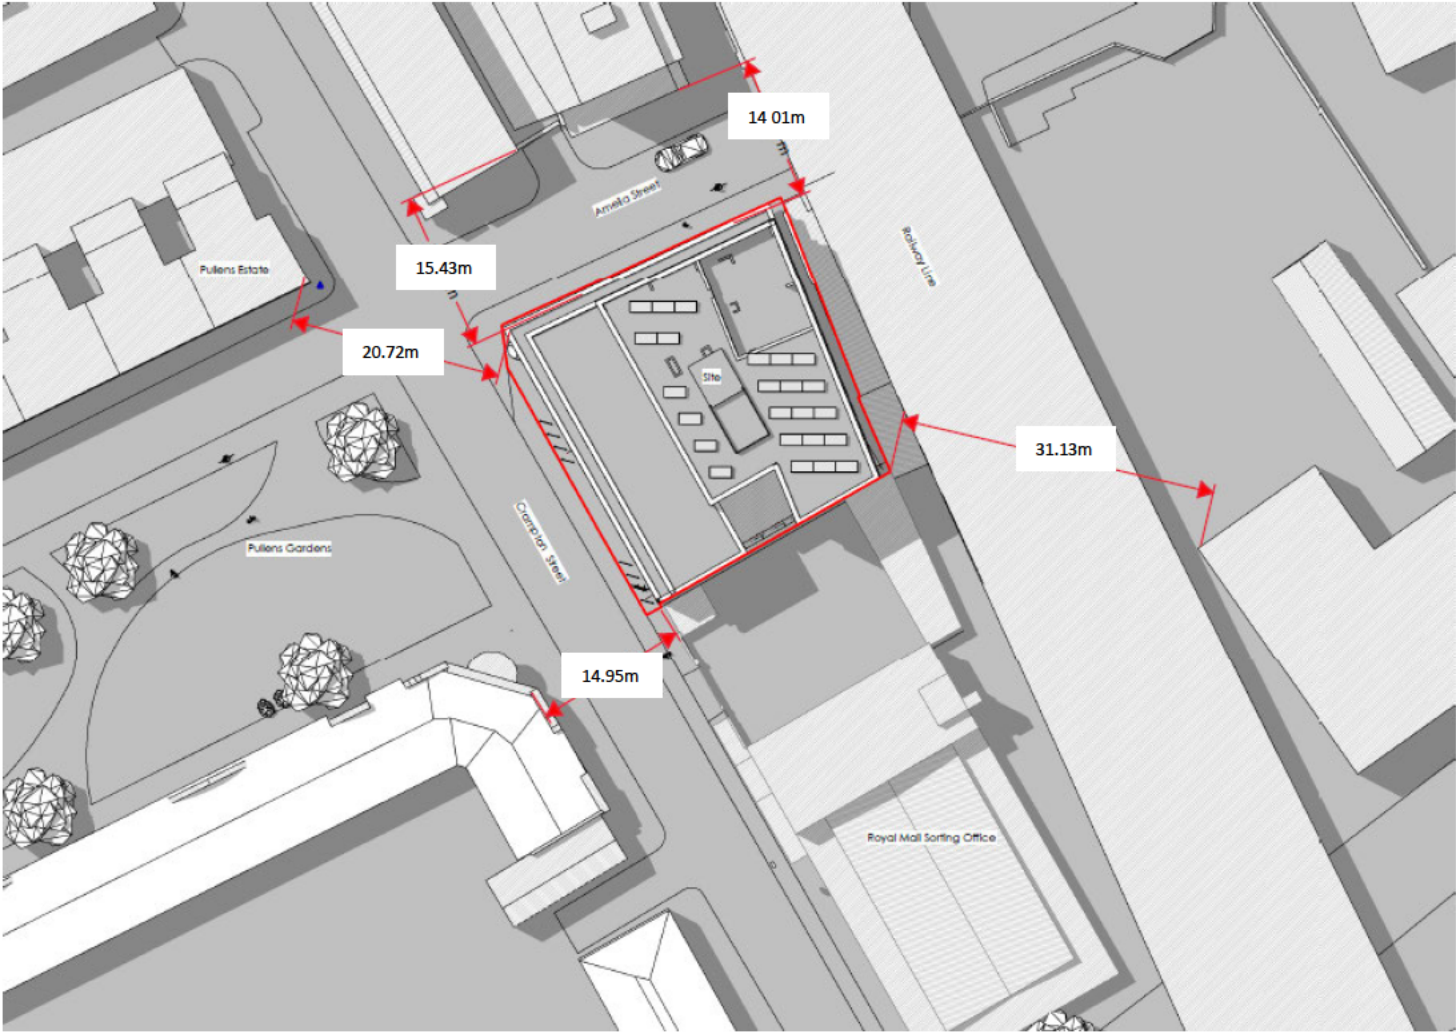 14 01m
m
Amelia Street
Railway Line
15.43m
m
Pullens Estate
20.72m
Site
31.13m
Crampton Street
Pullens Gardens
14.95m
Royal Mail Sorting Office